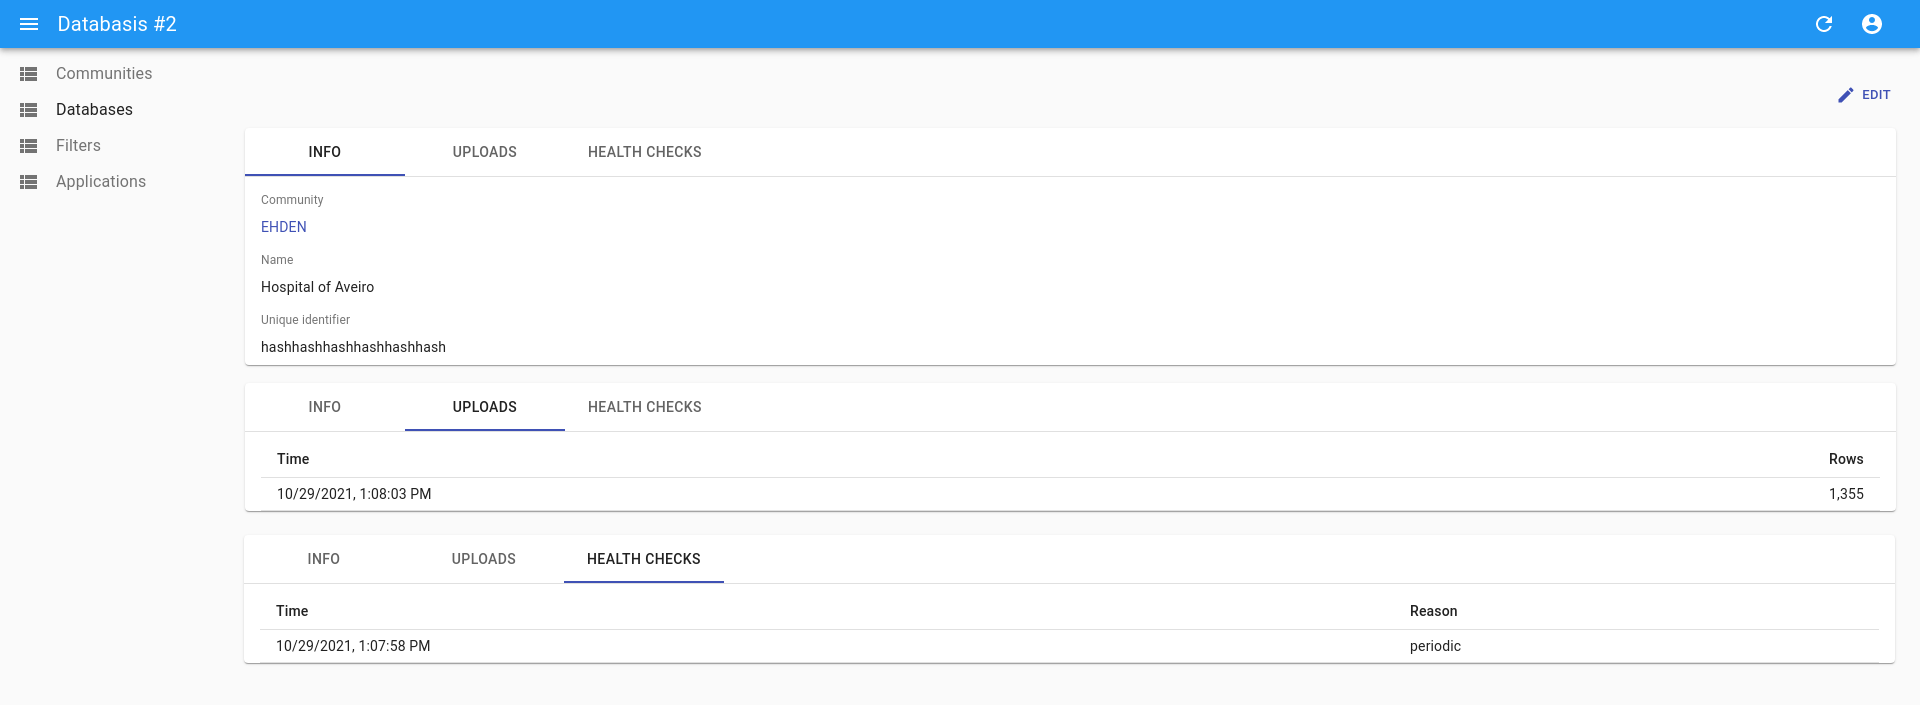 Databasis #2
Communities
Databases
Filters
Applications
EDIT
INFO UPLOADS HEALTH CHECKS
Community
EHDEN
Name
Hospital of Aveiro
Unique identifier
hashhashhashhashhashhash
INFO UPLOADS HEALTH CHECKS
Time Rows
10/29/2021, 1:08:03 PM 1,355
INFO UPLOADS HEALTH CHECKS
Time Reason
10/29/2021, 1:07:58 PM periodic